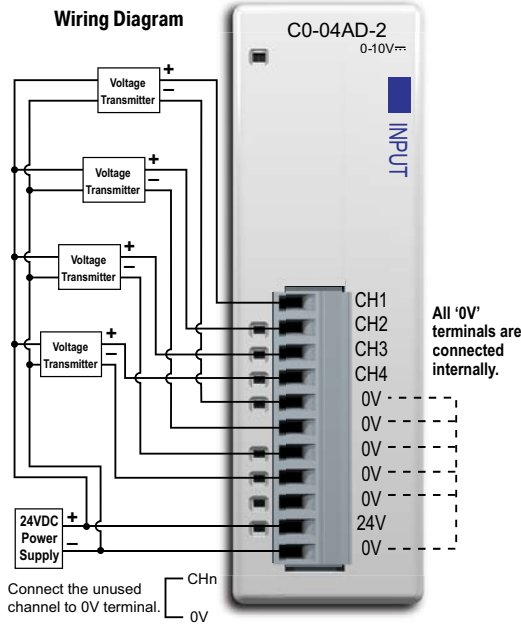 Wiring Diagram
C0-04AD-2
0-10V⎓
INPUT
+
Voltage
Transmitter
–
+
Voltage
Transmitter
–
+
Voltage
Transmitter
–
+
Voltage
Transmitter
–
CH1
CH2
CH3
CH4
0V
0V
0V
0V
0V
24V
0V
All ‘0V’
terminals are
connected
internally.
24VDC
Power
Supply
+
–
Connect the unused
channel to 0V terminal.
CHn
0V